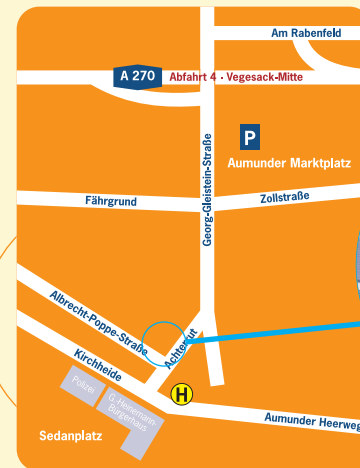 Am Rabenfeld
A 270
Abfahrt 4 · Vegesack-Mitte
P
Aumunder Marktplatz
Georg-Gleistein-Straße
Fährgrund
Zollstraße
Albrecht-Poppe-Straße
Achterrut
Kirchheide
Polizei
G.-Heinemann-
Bürgerhaus
H
Sedanplatz
Aumunder Heerweg